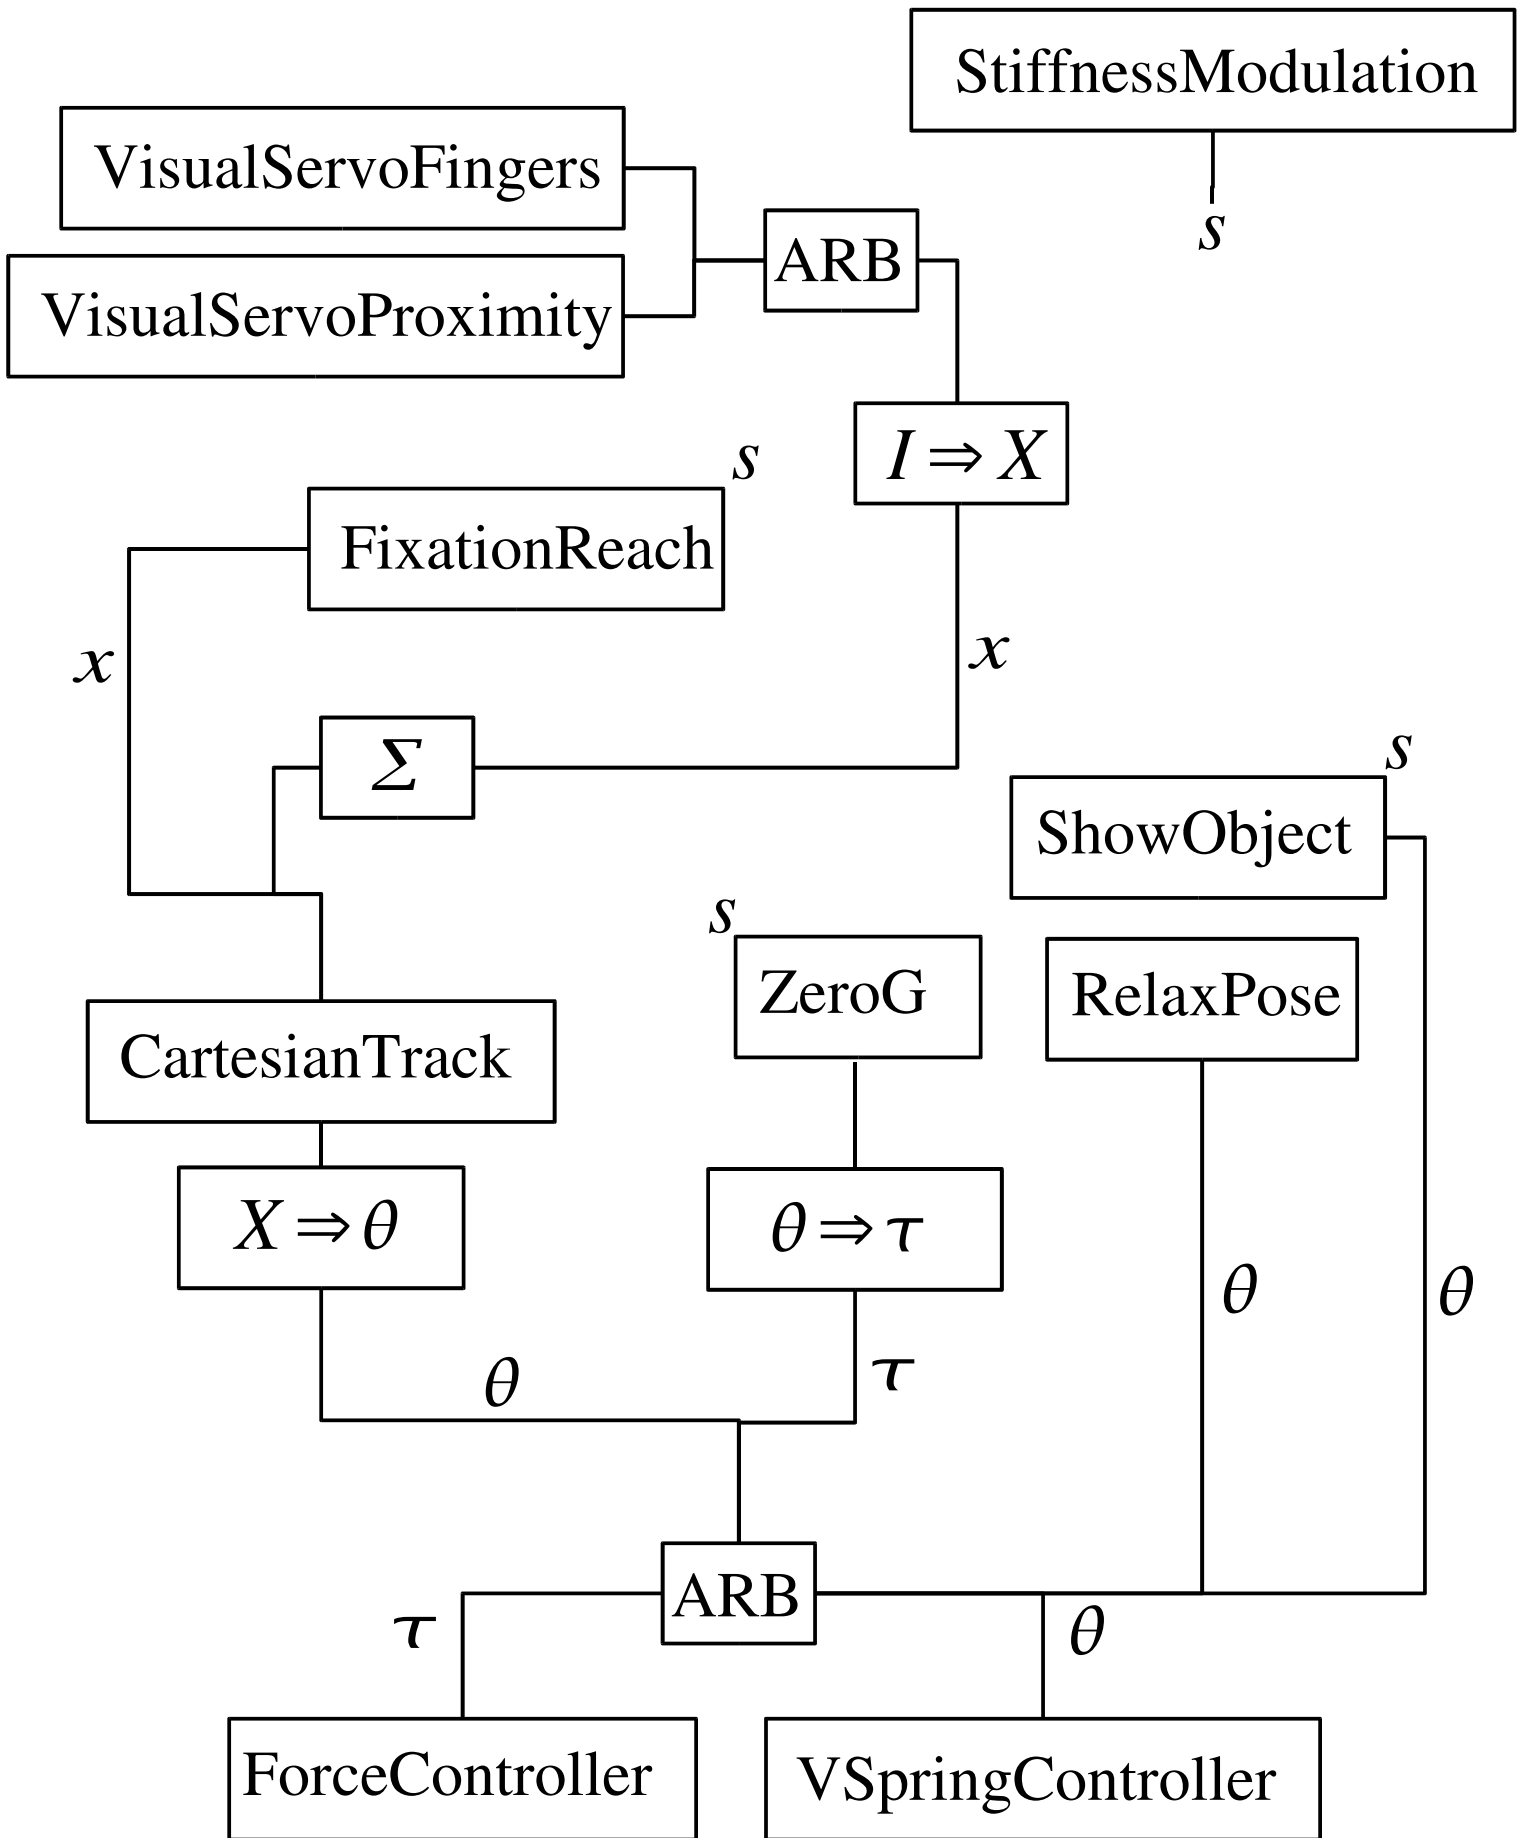 StiffnessModulation
s
VisualServoFingers
VisualServoProximity
ARB
I ⇒ X
s
FixationReach
x
x
Σ
s
ShowObject
s
ZeroG
RelaxPose
CartesianTrack
X ⇒ θ
θ ⇒ τ
θ
θ
θ
τ
ARB
τ
θ
ForceController
VSpringController